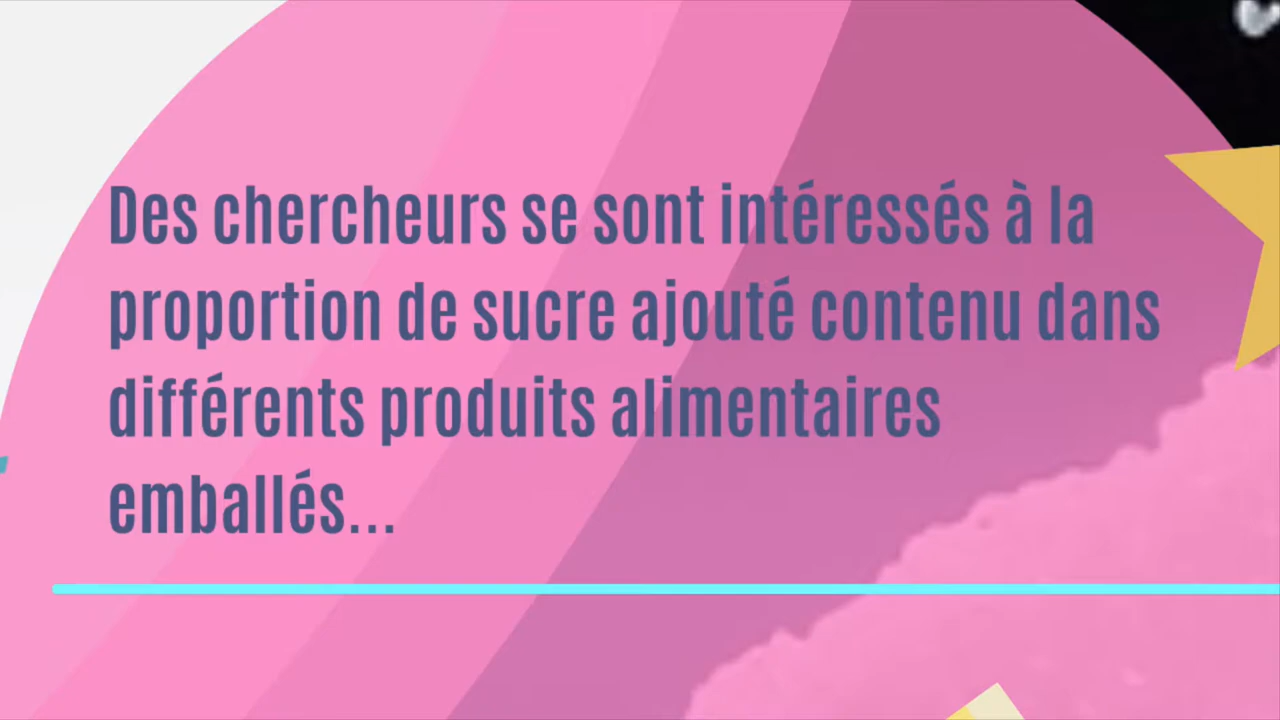 Des chercheurs se sont intéressés à la
proportion de sucre ajouté contenu dans
différents produits alimentaires
emballés...